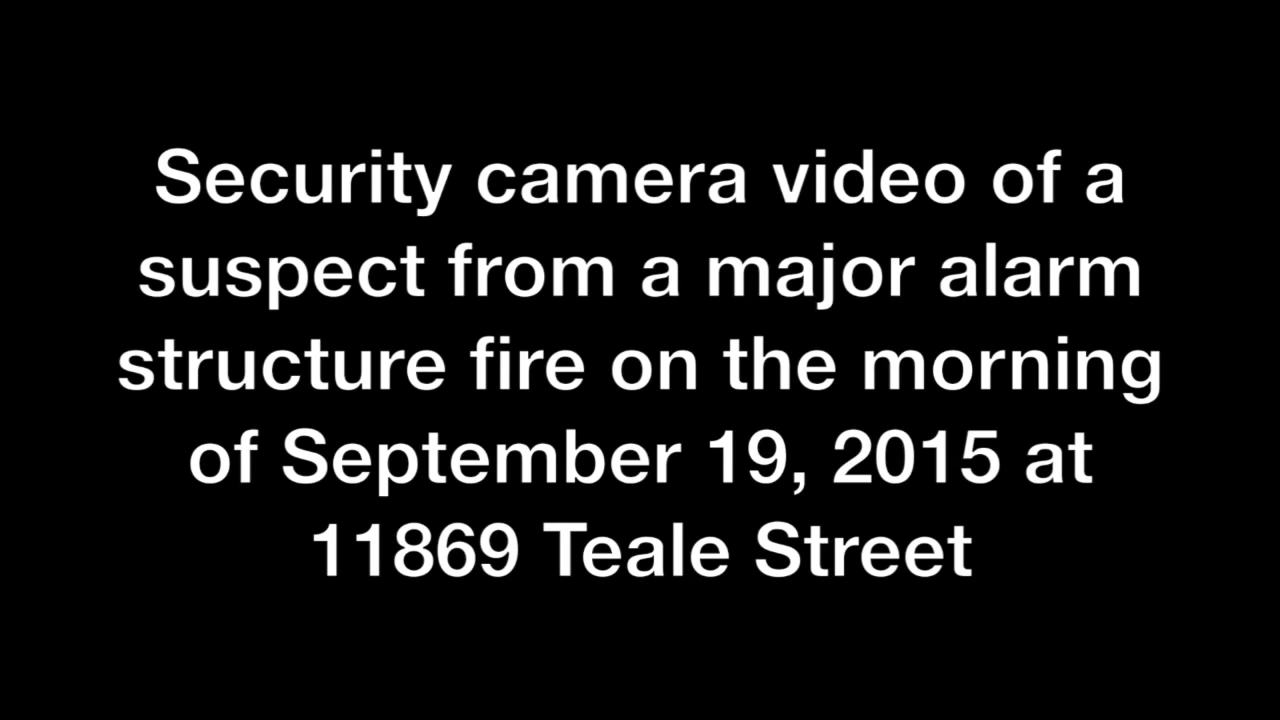 Security camera video of a
suspect from a major alarm
structure fire on the morning
of September 19, 2015 at
11869 Teale Street